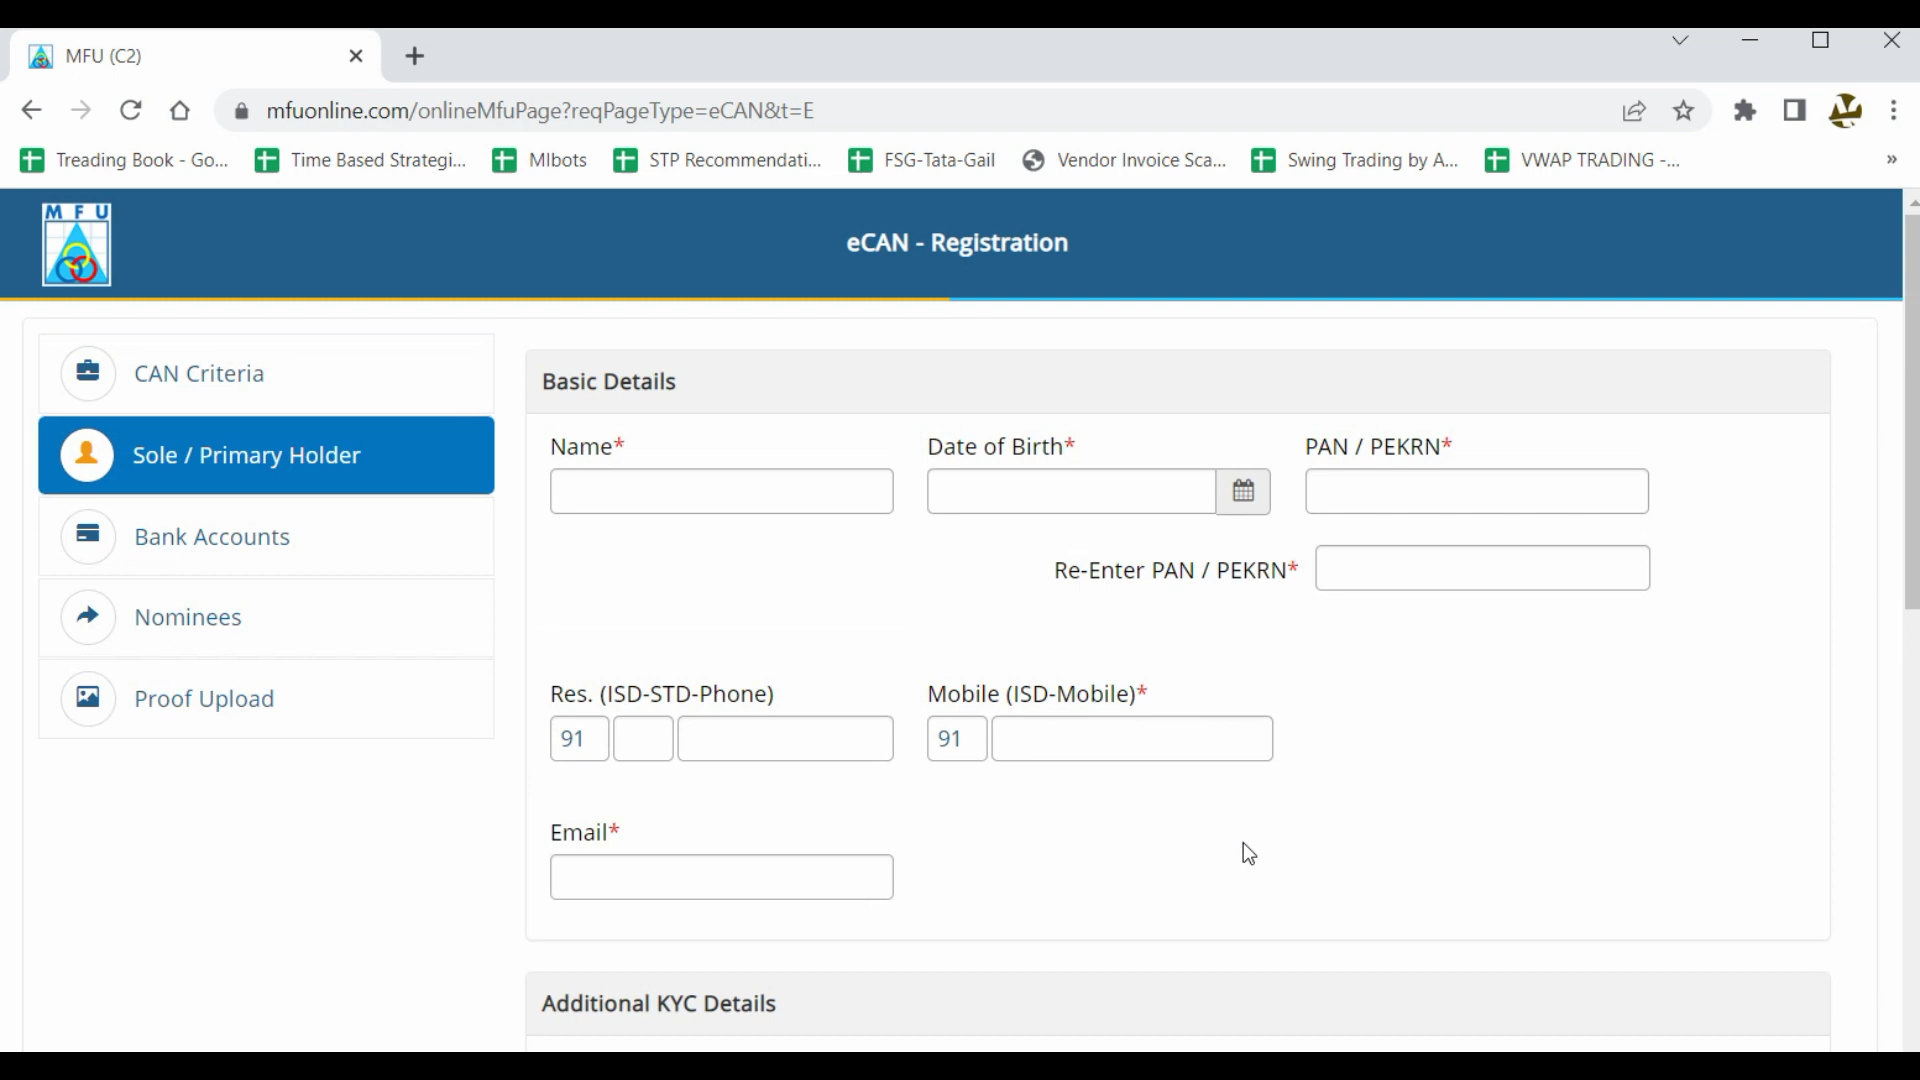 MFU (C2)
mfuonline.com/onlineMfuPage?reqPageType=eCAN&t=E
Treading Book - Go... Time Based Strategi... MIbots STP Recommendati... FSG-Tata-Gail Vendor Invoice Sca... Swing Trading by A... VWAP TRADING -... »
M F U
eCAN - Registration
CAN Criteria
Sole / Primary Holder
Bank Accounts
Nominees
Proof Upload
Basic Details
Name* Date of Birth* PAN / PEKRN*
Re-Enter PAN / PEKRN*
Res. (ISD-STD-Phone) Mobile (ISD-Mobile)*
91 91
Email*
Additional KYC Details